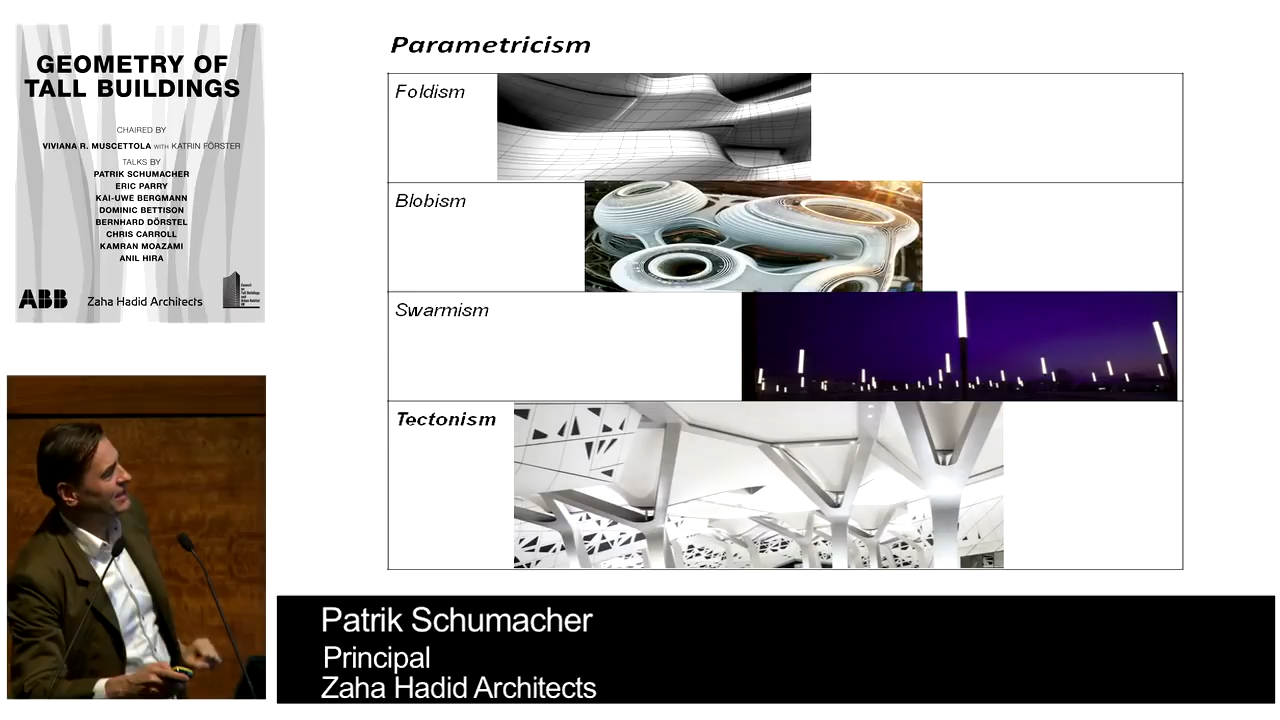 GEOMETRY OF
TALL BUILDINGS
CHAIRED BY
VIVIANA R. MUSCETTOLA WITH KATRIN FÖRSTER
TALKS BY
PATRIK SCHUMACHER
ERIC PARRY
KAI-UWE BERGMANN
DOMINIC BETTISON
BERNHARD DÖRSTEL
CHRIS CARROLL
KAMRAN MOAZAMI
ANIL HIRA
ABB Zaha Hadid Architects
Parametricism
Foldism
Blobism
Swarmism
Tectonism
Patrik Schumacher
Principal
Zaha Hadid Architects